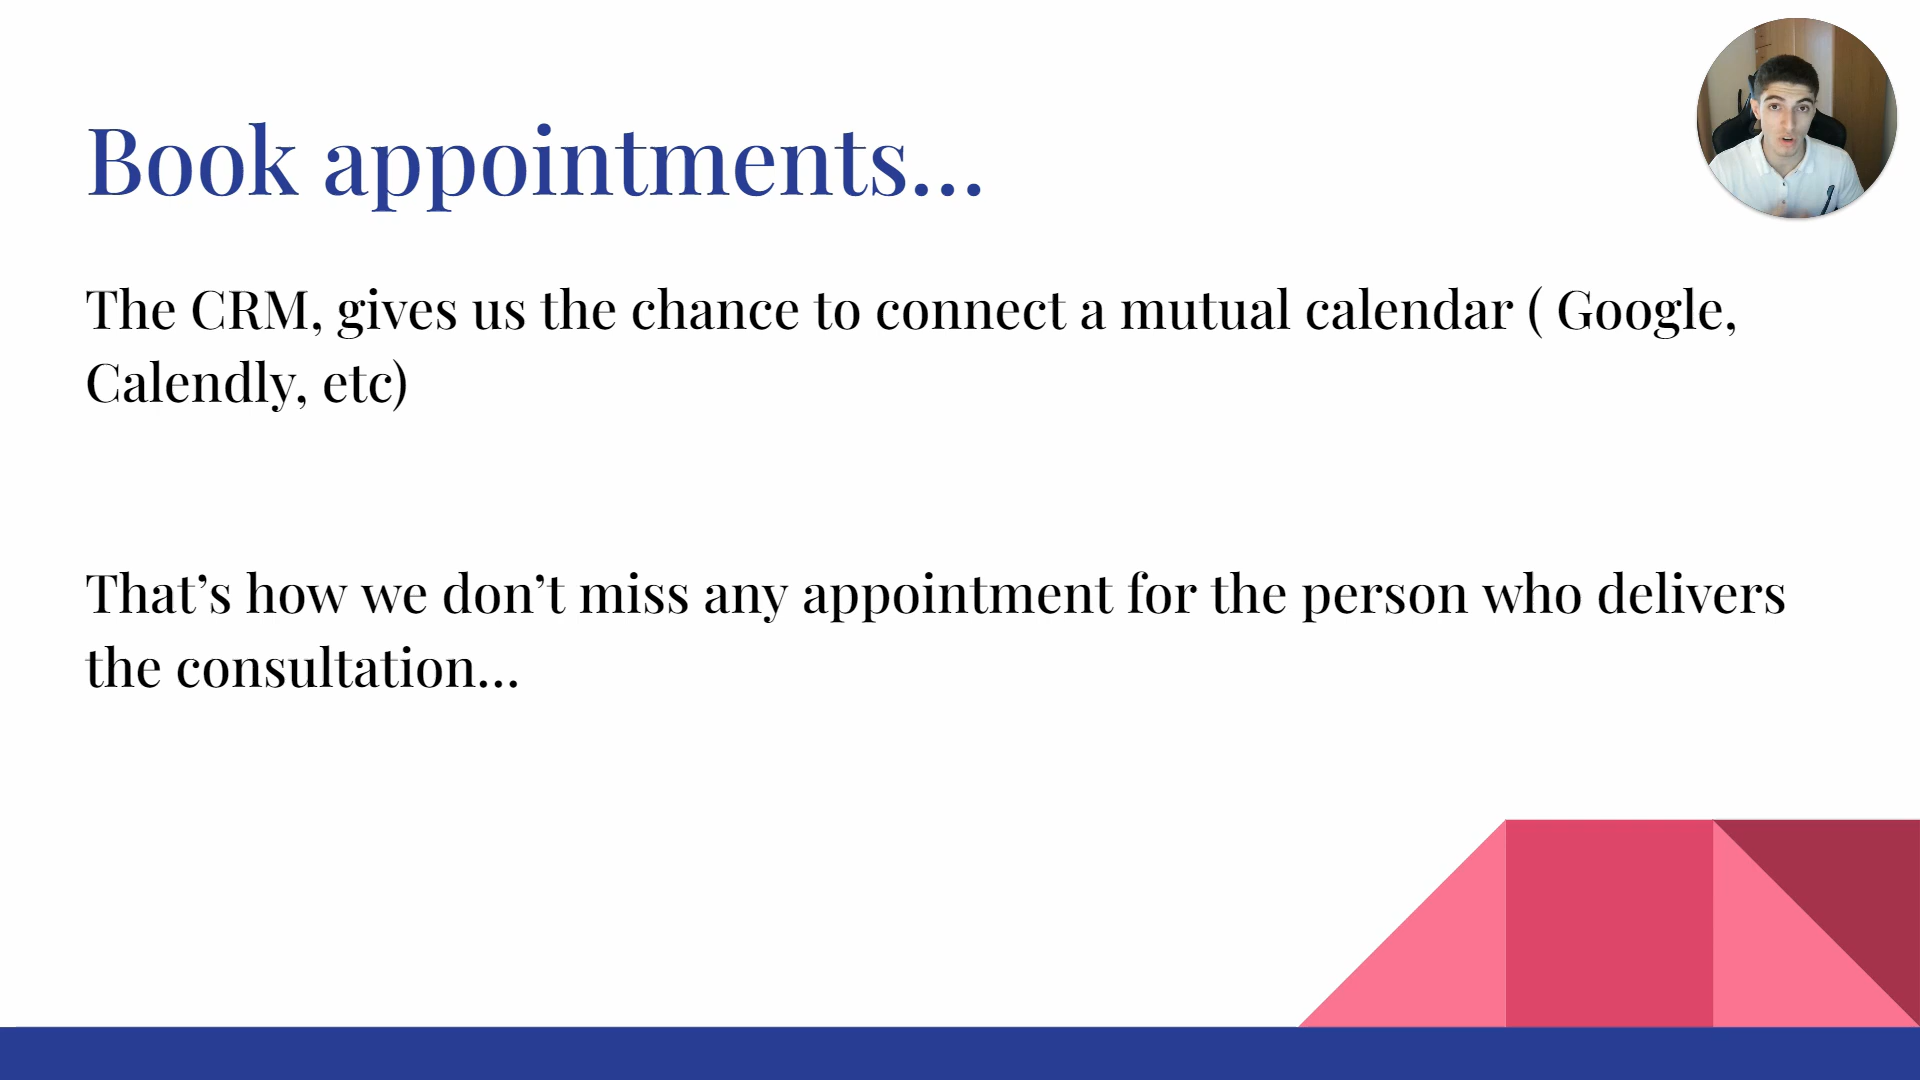 Book appointments...
The CRM, gives us the chance to connect a mutual calendar ( Google,
Calendly, etc)
That’s how we don’t miss any appointment for the person who delivers
the consultation...